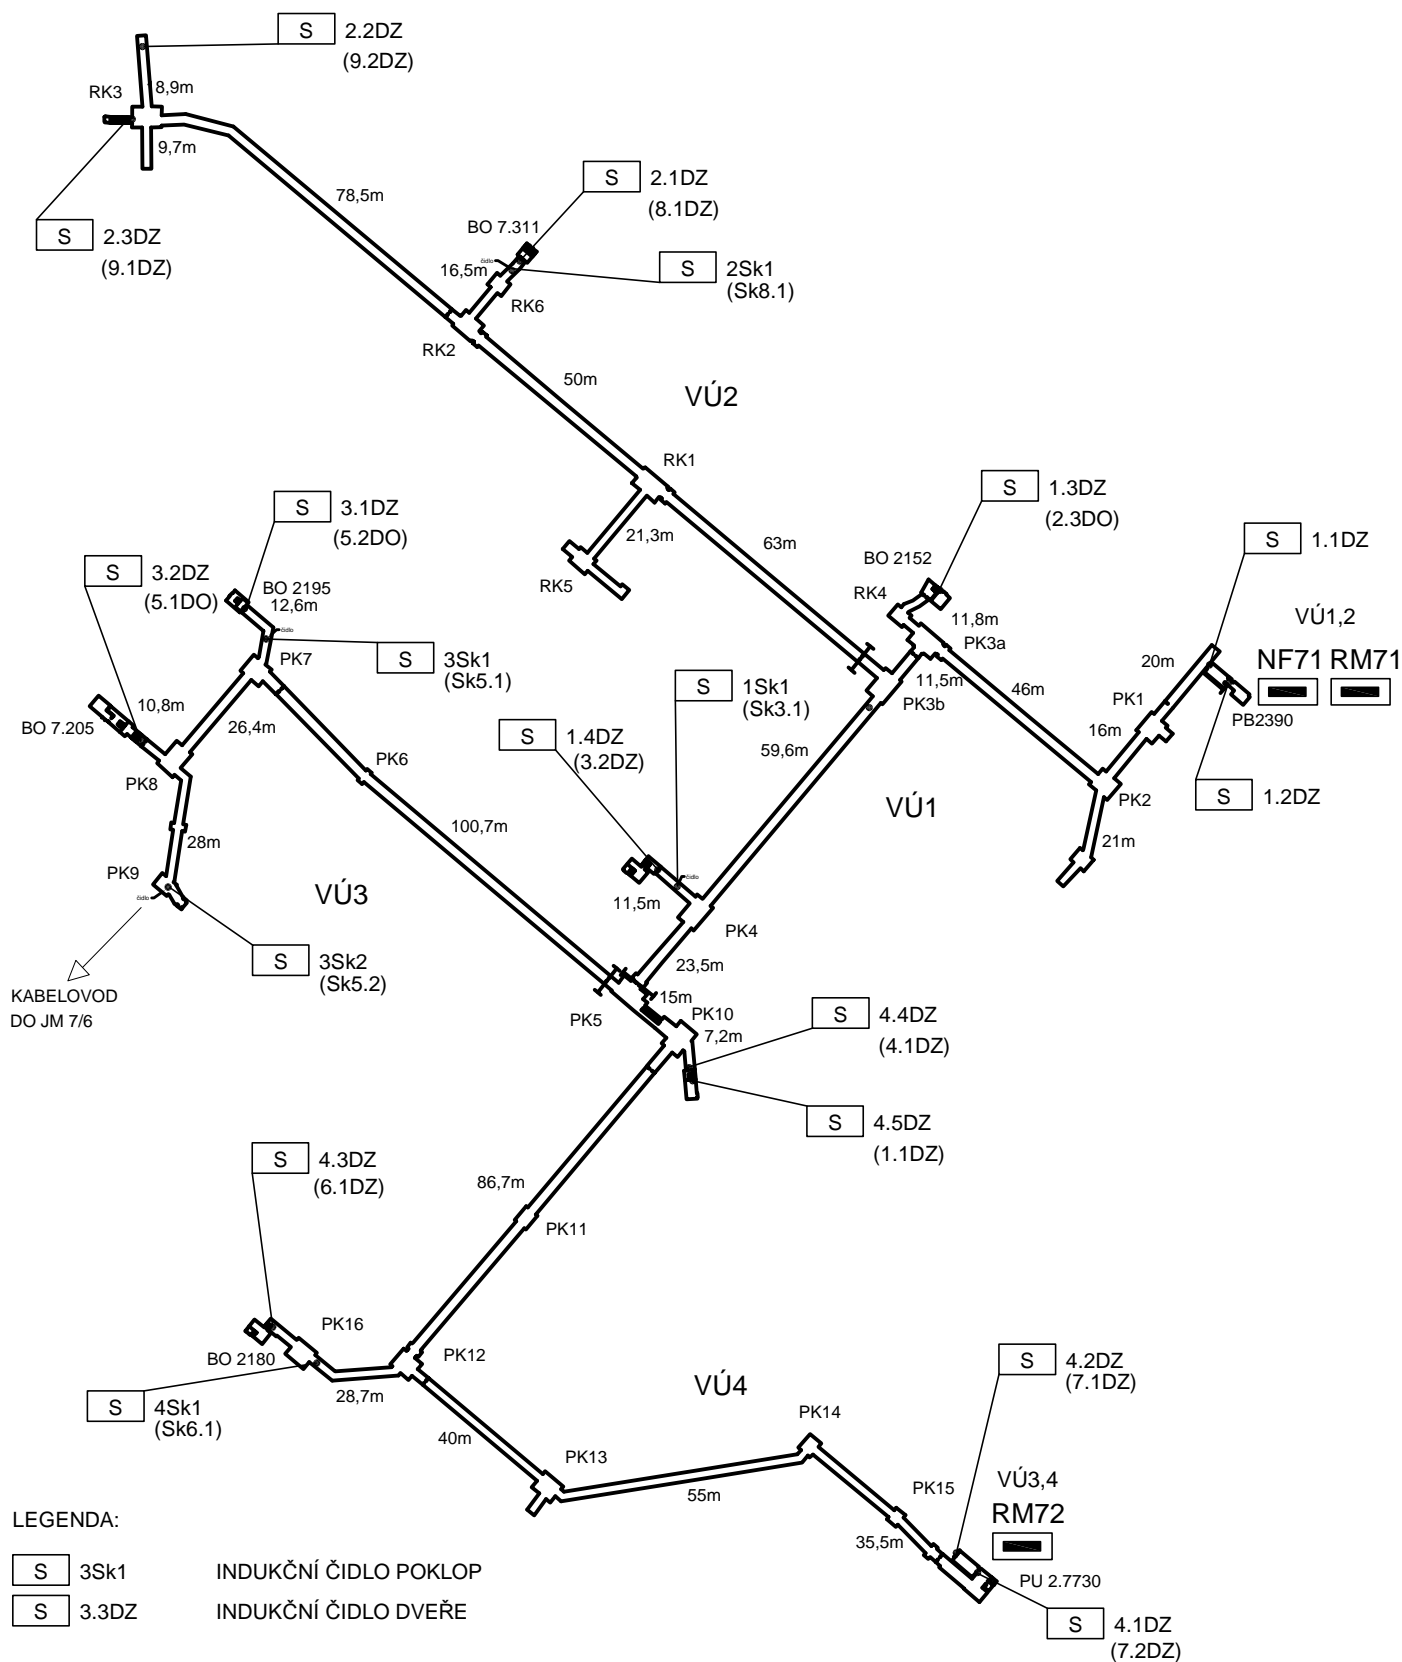 S 2.2DZ
(9.2DZ)
8,9m
RK3
9,7m
78,5m
S 2.1DZ
(8.1DZ)
BO 7.311
S 2.3DZ
(9.1DZ)
čidlo
16,5m
S 2Sk1
(Sk8.1)
RK6
RK2
50m
VÚ2
RK1
S 1.3DZ
(2.3DO)
S 3.1DZ
(5.2DO)
21,3m
63m
S 1.1DZ
BO 2152
S 3.2DZ
(5.1DO)
BO 2195
12,6m
RK5
RK4
11,8m
VÚ1,2
čidlo
PK3a
PK7
S 3Sk1
(Sk5.1)
NF71 RM71
20m
11,5m
46m
S 1Sk1
(Sk3.1)
PK3b
PK1
PB2390
10,8m
BO 7.205
26,4m
16m
S 1.4DZ
(3.2DZ)
59,6m
PK6
PK8
PK2
S 1.2DZ
VÚ1
100,7m
28m
21m
PK9
čidlo
VÚ3
čidlo
11,5m
PK4
S 3Sk2
(Sk5.2)
23,5m
KABELOVOD
DO JM 7/6
15m
PK5
PK10
7,2m
S 4.4DZ
(4.1DZ)
S 4.5DZ
(1.1DZ)
S 4.3DZ
(6.1DZ)
86,7m
PK11
PK16
BO 2180
PK12
S 4.2DZ
(7.1DZ)
VÚ4
28,7m
S 4Sk1
(Sk6.1)
40m
PK14
PK13
55m
PK15
VÚ3,4
RM72
35,5m
PU 2.7730
S 4.1DZ
(7.2DZ)
LEGENDA:
S 3Sk1 INDUKČNÍ ČIDLO POKLOP
S 3.3DZ INDUKČNÍ ČIDLO DVEŘE